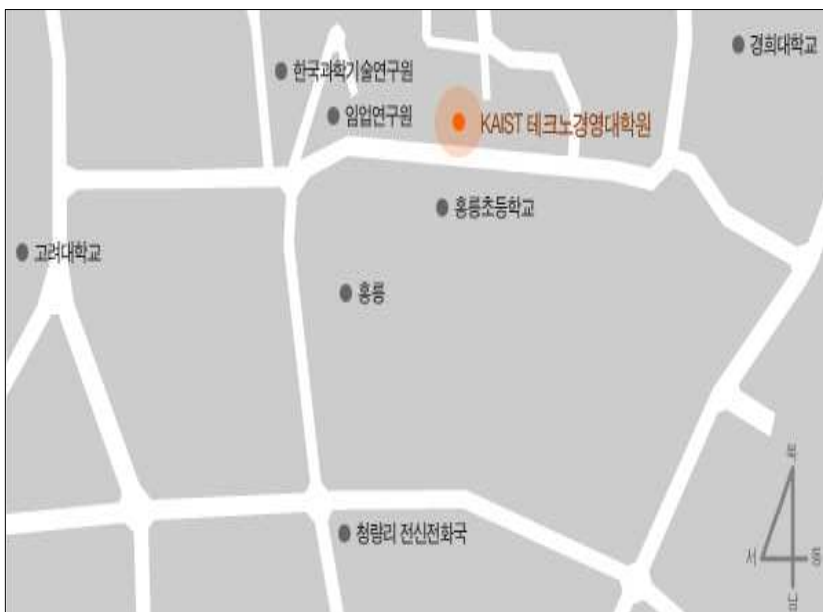 경희대학교
한국과학기술연구원
임업연구원
KAIST 테크노경영대학원
홍릉초등학교
고려대학교
홍릉
북
청량리 전신전화국
서
동
남